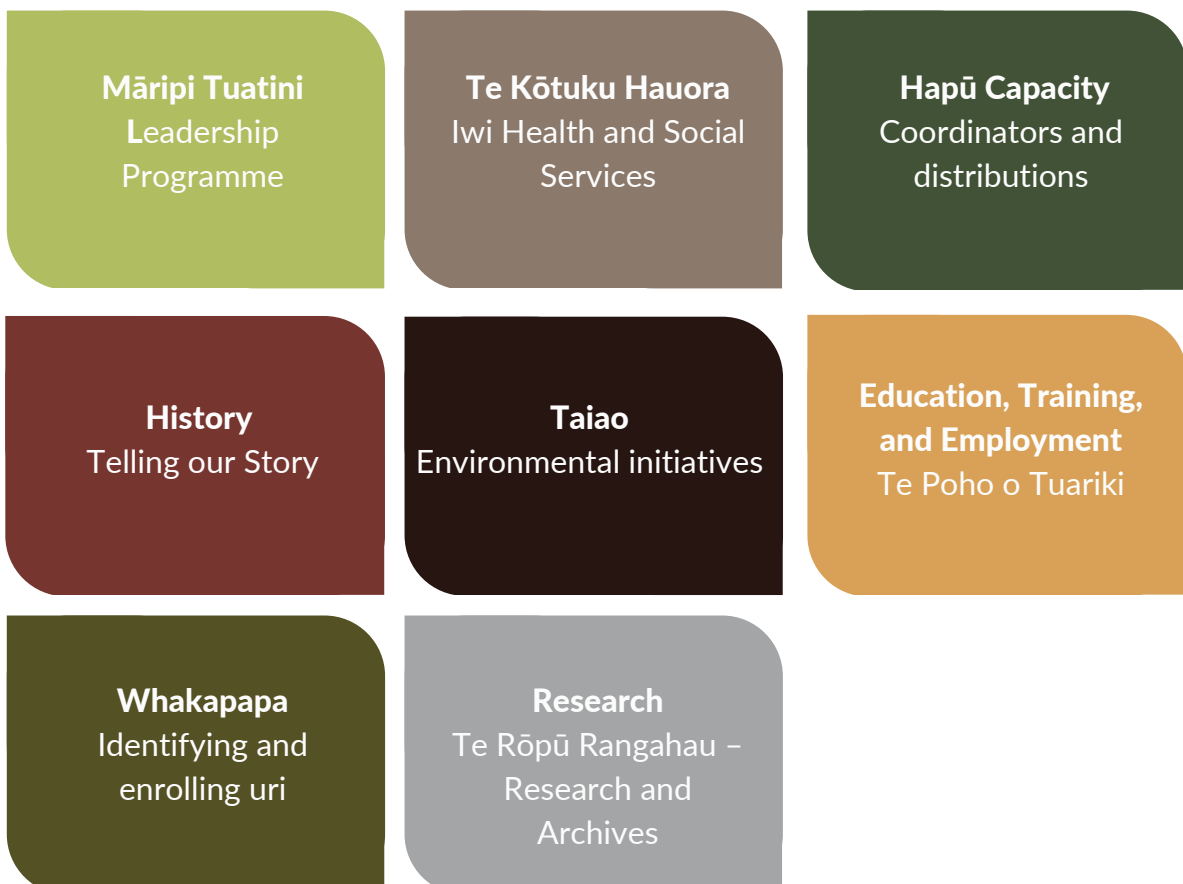 Māripi Tuatini
Leadership
Programme
Te Kōtuku Hauora
Iwi Health and Social
Services
Hapū Capacity
Coordinators and
distributions
History
Telling our Story
Taiao
Environmental initiatives
Education, Training,
and Employment
Te Poho o Tuariki
Whakapapa
Identifying and
enrolling uri
Research
Te Rōpū Rangahau –
Research and
Archives